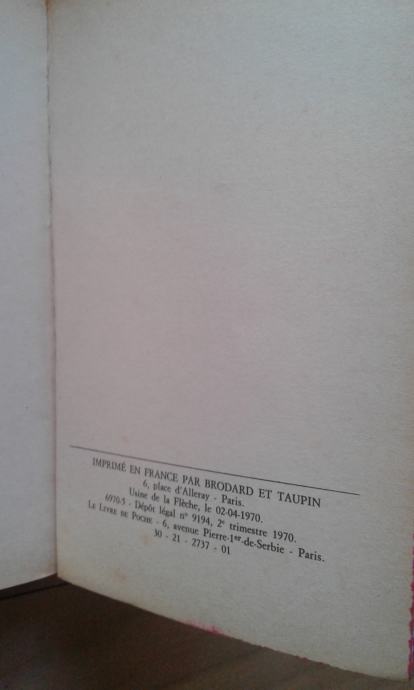 IMPRIMÉ EN FRANCE PAR BRODARD ET TAUPIN
6, place d'Alleray - Paris.
Usine de la Flèche, le 02-04-1970.
6970-5 - Dépôt légal n° 9194, 2e trimestre 1970.
LE LIVRE DE POCHE - 6, avenue Pierre-1er-de-Serbie - Paris.
30 - 21 - 2737 - 01